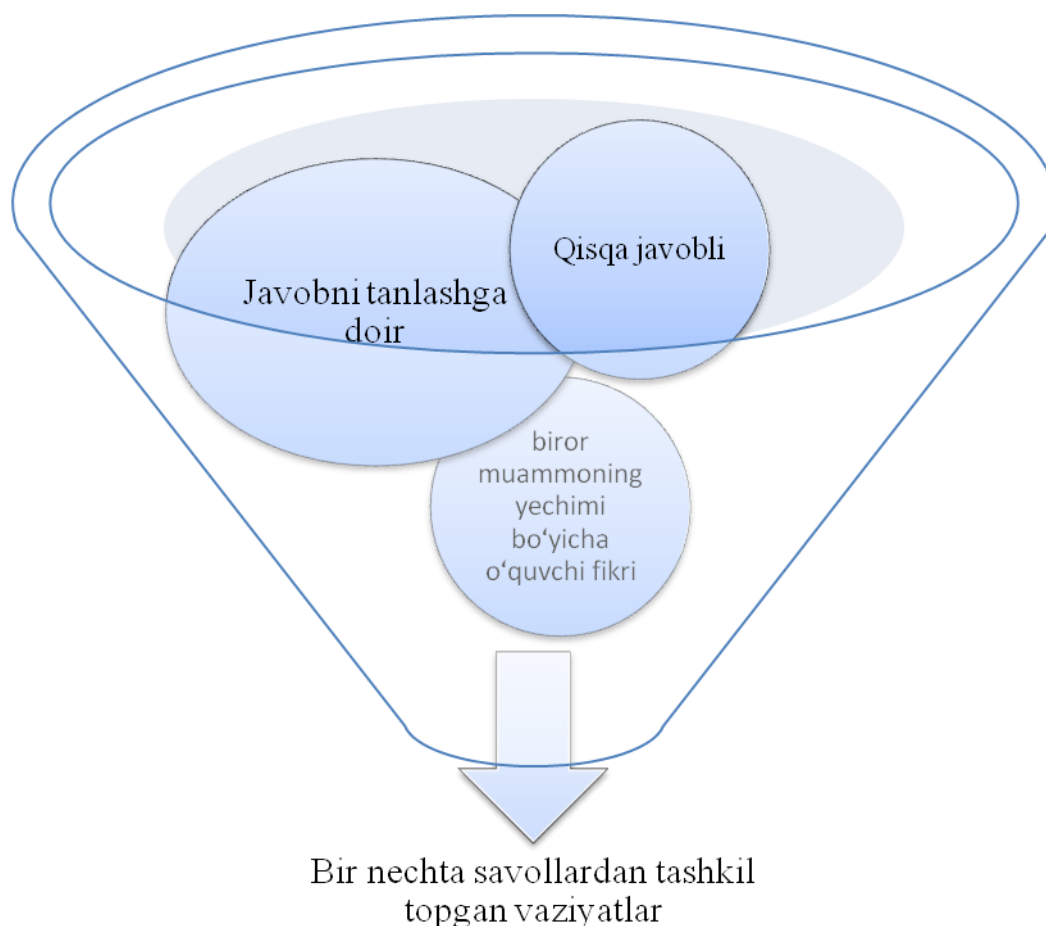 Qisqa javobli
Javobni tanlashga
doir
biror
muammoning
yechimi
bo‘yicha
o‘quvchi fikri
Bir nechta savollardan tashkil
topgan vaziyatlar